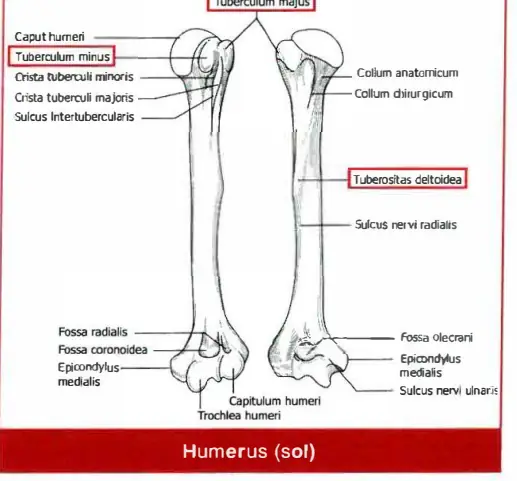 Tuberculum majus
Caput humeri
Tuberculum minus
Crista tuberculi minoris
Crista tuberculi majoris
Sulcus Intertubercularis
Collum anatomicum
Collum chirurgicum
Tuberositas deltoidea
Sulcus nervi radialis
Fossa radialis
Fossa coronoidea
Epicondylus
medialis
Capitulum humeri
Trochlea humeri
Fossa olecrani
Epicondylus
medialis
Sulcus nervi ulnaris
Humerus (sol)